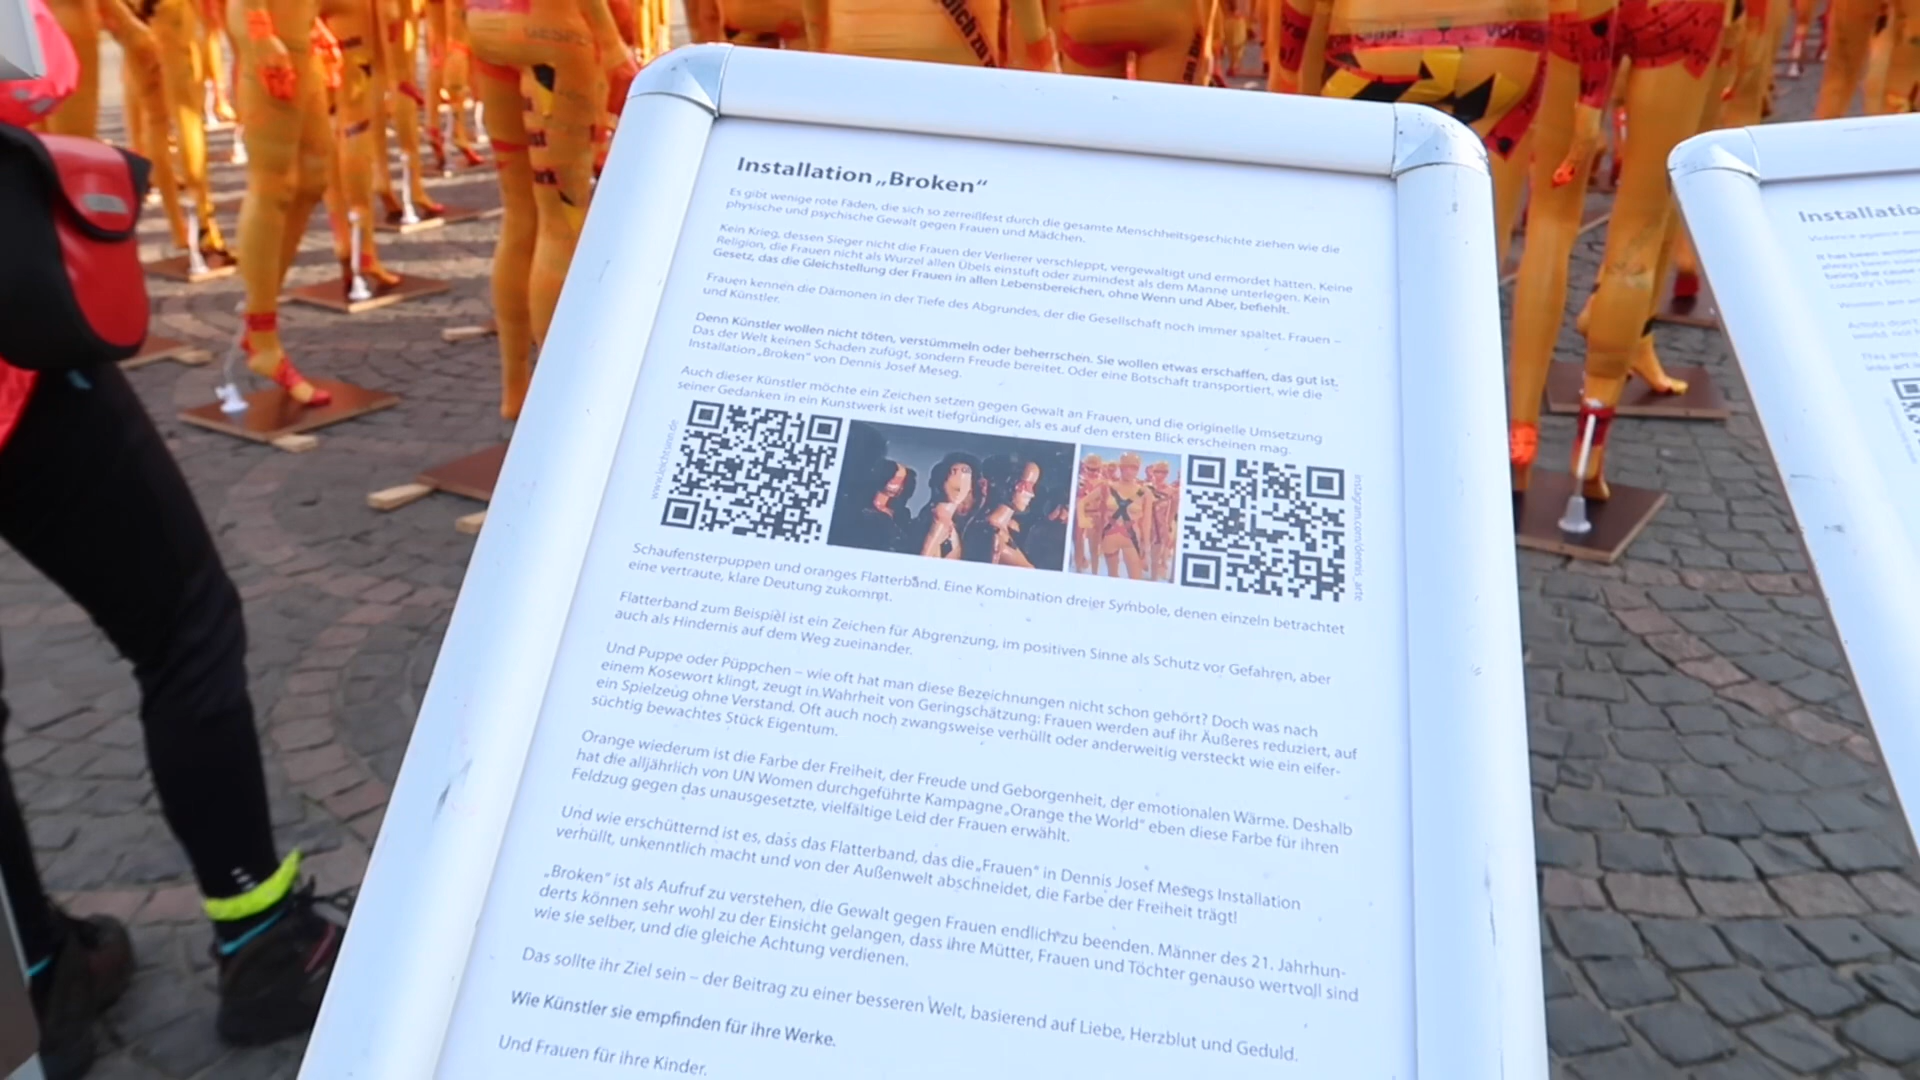 Installation „Broken“
Es gibt wenige rote Fäden, die sich so zerreißfest durch die gesamte Menschheitsgeschichte ziehen wie die
physische und psychische Gewalt gegen Frauen und Mädchen.
Kein Krieg, dessen Sieger nicht die Frauen der Verlierer verschleppt, vergewaltigt und ermordet hätten. Keine
Religion, die Frauen nicht als Wurzel allen Übels einstuft oder zumindest als dem Manne unterlegen. Kein
Gesetz, das die Gleichstellung der Frauen in allen Lebensbereichen, ohne Wenn und Aber, befiehlt.
Frauen kennen die Dämonen in der Tiefe des Abgrundes, der die Gesellschaft noch immer spaltet. Frauen –
und Künstler.
Denn Künstler wollen nicht töten, verstümmeln oder beherrschen. Sie wollen etwas erschaffen, das gut ist.
Das der Welt keinen Schaden zufügt, sondern Freude bereitet. Oder eine Botschaft transportiert, wie die
Installation „Broken“ von Dennis Josef Meseg.
Auch dieser Künstler möchte ein Zeichen setzen gegen Gewalt an Frauen, und die originelle Umsetzung
seiner Gedanken in ein Kunstwerk ist weit tiefgründiger, als es auf den ersten Blick erscheinen mag.
www.leichtsinn.de
instagram.com/dennis_arte
Schaufensterpuppen und oranges Flatterband. Eine Kombination dreier Symbole, denen einzeln betrachtet
eine vertraute, klare Deutung zukommt.
Flatterband zum Beispiel ist ein Zeichen für Abgrenzung, im positiven Sinne als Schutz vor Gefahren, aber
auch als Hindernis auf dem Weg zueinander.
Und Puppe oder Püppchen – wie oft hat man diese Bezeichnungen nicht schon gehört? Doch was nach
einem Kosewort klingt, zeugt in Wahrheit von Geringschätzung: Frauen werden auf ihr Äußeres reduziert, auf
ein Spielzeug ohne Verstand. Oft auch noch zwangsweise verhüllt oder anderweitig versteckt wie ein eifer-
süchtig bewachtes Stück Eigentum.
Orange wiederum ist die Farbe der Freiheit, der Freude und Geborgenheit, der emotionalen Wärme. Deshalb
hat die alljährlich von UN Women durchgeführte Kampagne „Orange the World“ eben diese Farbe für ihren
Feldzug gegen das unausgesetzte, vielfältige Leid der Frauen erwählt.
Und wie erschütternd ist es, dass das Flatterband, das die „Frauen“ in Dennis Josef Mesegs Installation
verhüllt, unkenntlich macht und von der Außenwelt abschneidet, die Farbe der Freiheit trägt!
„Broken“ ist als Aufruf zu verstehen, die Gewalt gegen Frauen endlich zu beenden. Männer des 21. Jahrhun-
derts können sehr wohl zu der Einsicht gelangen, dass ihre Mütter, Frauen und Töchter genauso wertvoll sind
wie sie selber, und die gleiche Achtung verdienen.
Das sollte ihr Ziel sein – der Beitrag zu einer besseren Welt, basierend auf Liebe, Herzblut und Geduld.
Wie Künstler sie empfinden für ihre Werke.
Und Frauen für ihre Kinder.